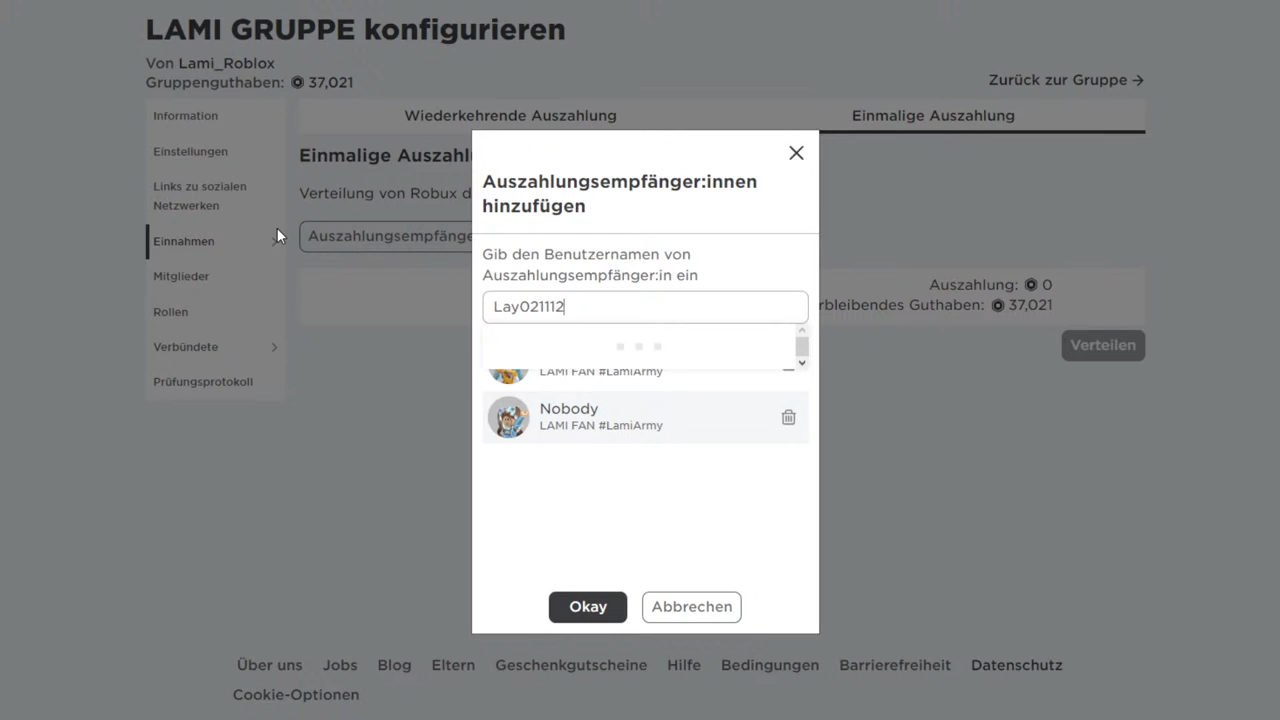 LAMI GRUPPE konfigurieren
Von Lami_Roblox
Gruppenguthaben: 37,021
Zurück zur Gruppe →
Information
Einstellungen
Links zu sozialen
Netzwerken
Einnahmen
Mitglieder
Rollen
Verbündete
Prüfungsprotokoll
Wiederkehrende Auszahlung
Einmalige Auszahlung
Einmalige Auszahl
Verteilung von Robux d
Auszahlungsempfänge
Auszahlung: 0
rbleibendes Guthaben: 37,021
Verteilen
Auszahlungsempfänger:innen
hinzufügen
Gib den Benutzernamen von
Auszahlungsempfänger:in ein
Lay021112
LAMI FAN #LamiArmy
Nobody
LAMI FAN #LamiArmy
Okay
Abbrechen
Über uns Jobs Blog Eltern Geschenkgutscheine Hilfe Bedingungen Barrierefreiheit Datenschutz
Cookie-Optionen